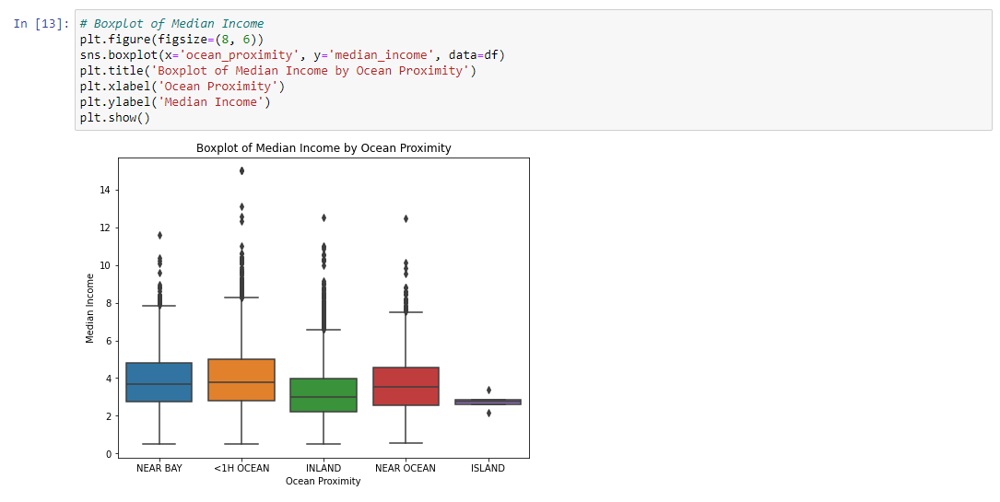 In [13]:
# Boxplot of Median Income
plt.figure(figsize=(8, 6))
sns.boxplot(x='ocean_proximity', y='median_income', data=df)
plt.title('Boxplot of Median Income by Ocean Proximity')
plt.xlabel('Ocean Proximity')
plt.ylabel('Median Income')
plt.show()
Boxplot of Median Income by Ocean Proximity
Median Income
14
12
10
8
6
4
2
0
NEAR BAY <1H OCEAN INLAND NEAR OCEAN ISLAND
Ocean Proximity